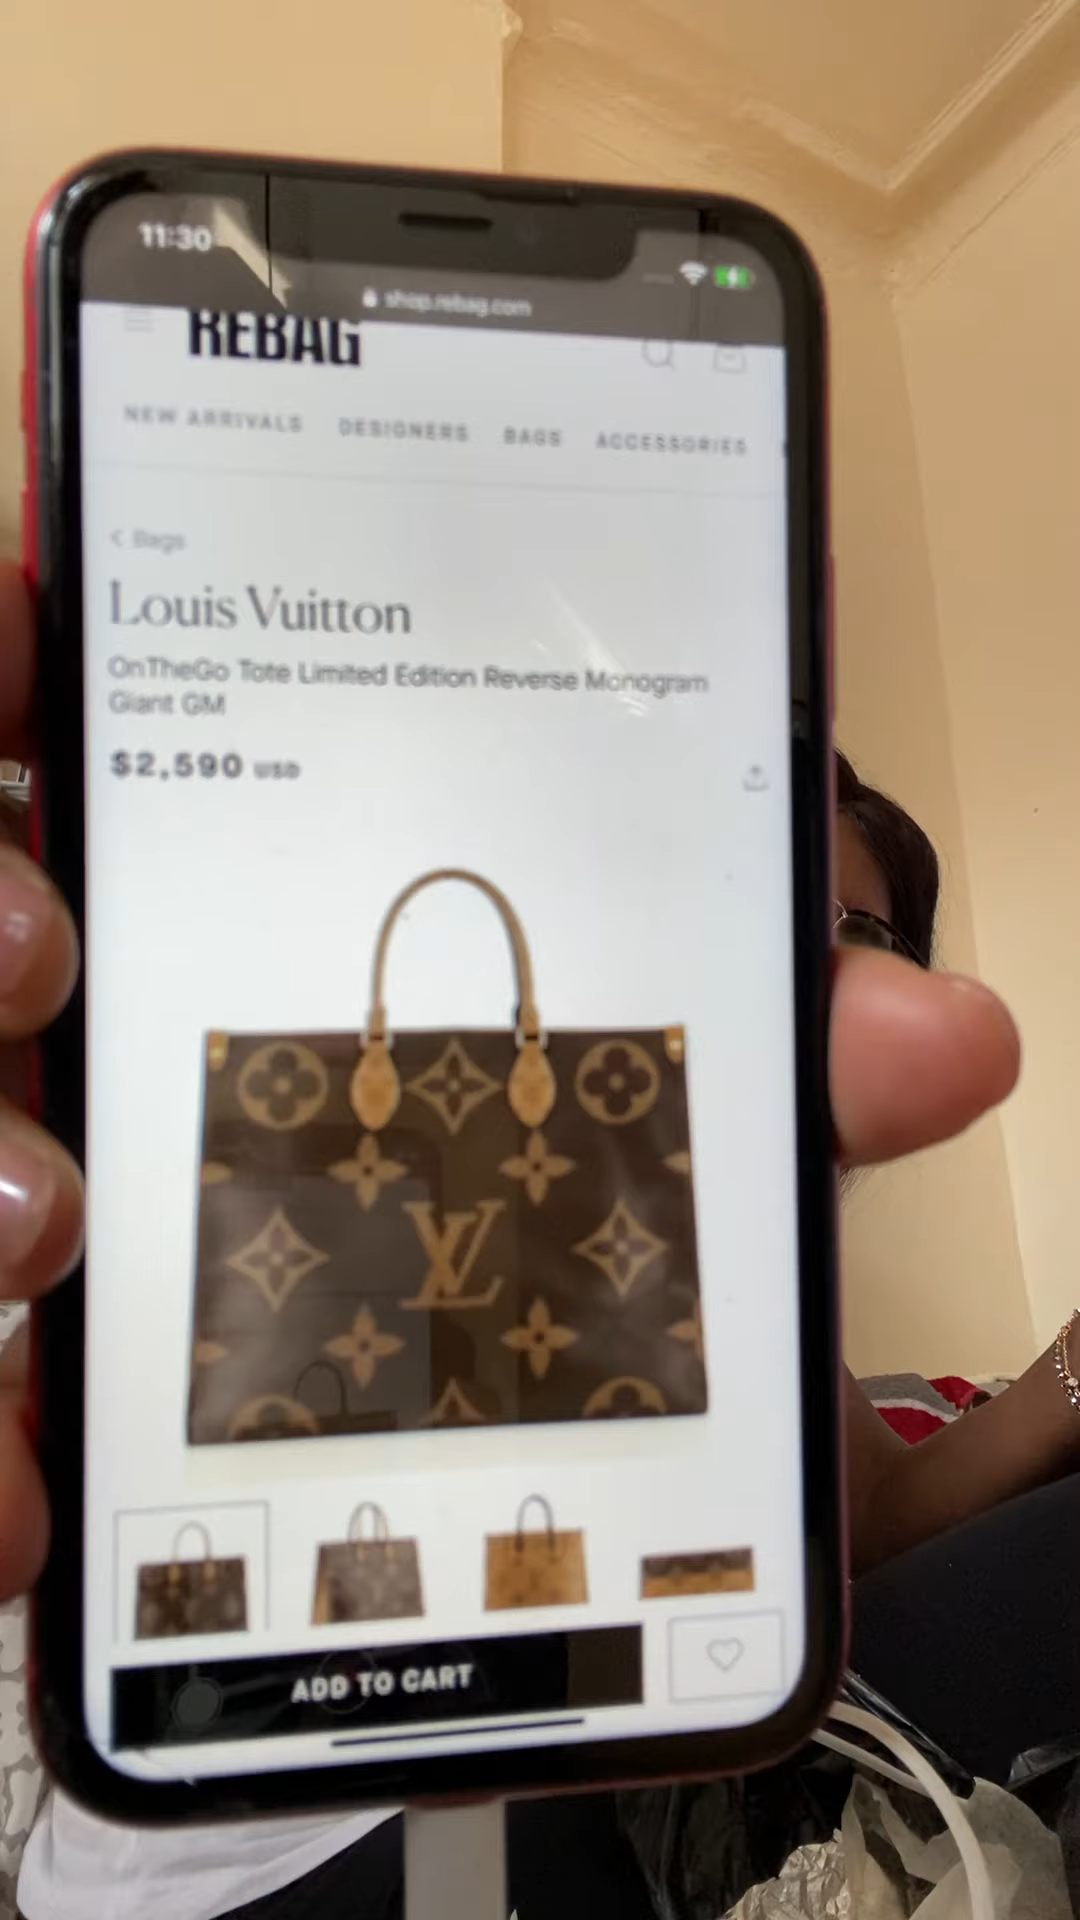 11:30
shop.rebag.com
REBAG
NEW ARRIVALS DESIGNERS BAGS ACCESSORIES
< Bags
Louis Vuitton
OnTheGo Tote Limited Edition Reverse Monogram
Giant GM
$2,590 USD
LV
ADD TO CART